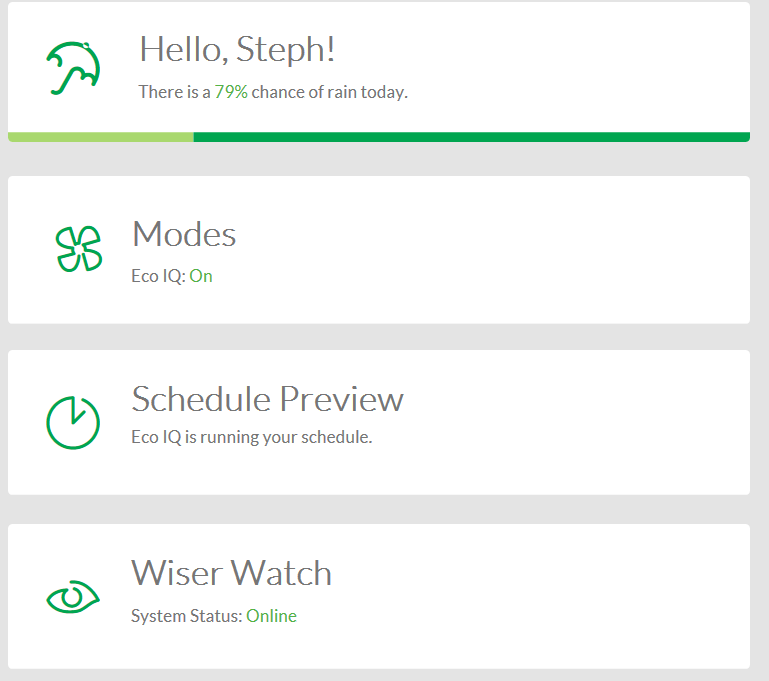 Hello, Steph!
There is a 79% chance of rain today.
Modes
Eco IQ: On
Schedule Preview
Eco IQ is running your schedule.
Wiser Watch
System Status: Online